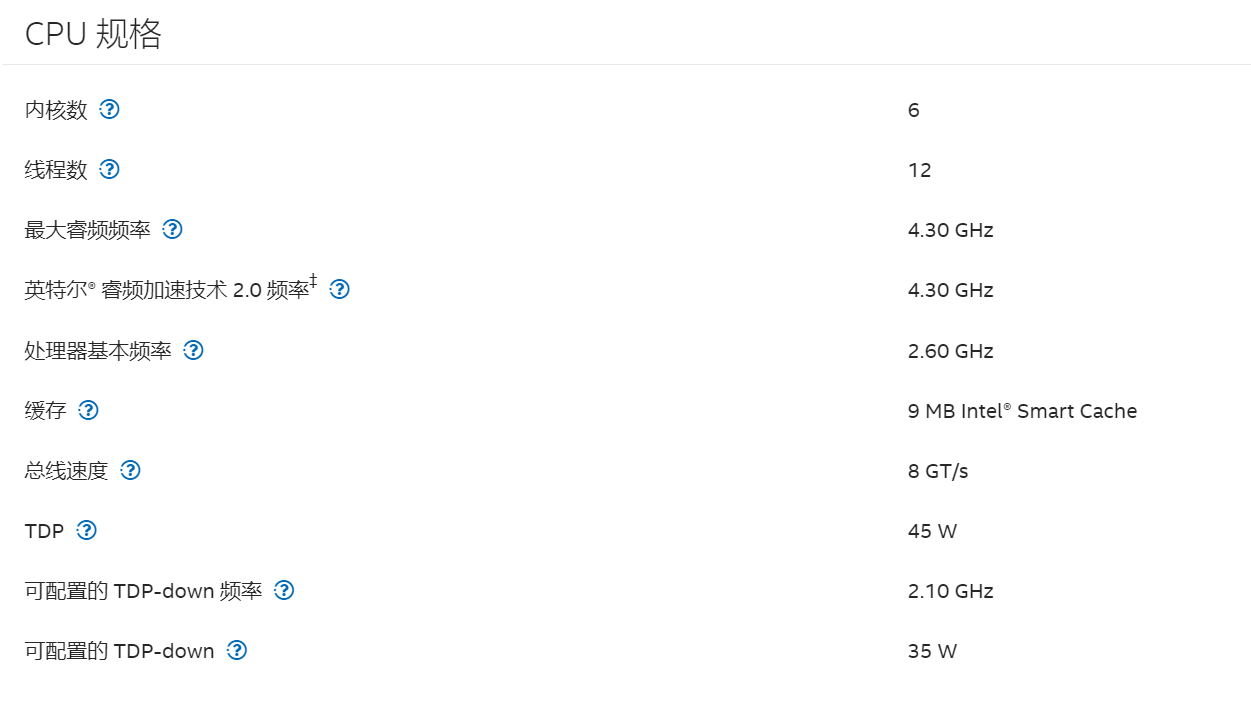 CPU 规格
内核数 6
线程数 12
最大睿频频率 4.30 GHz
英特尔® 睿频加速技术 2.0 频率‡ 4.30 GHz
处理器基本频率 2.60 GHz
缓存 9 MB Intel® Smart Cache
总线速度 8 GT/s
TDP 45 W
可配置的 TDP-down 频率 2.10 GHz
可配置的 TDP-down 35 W